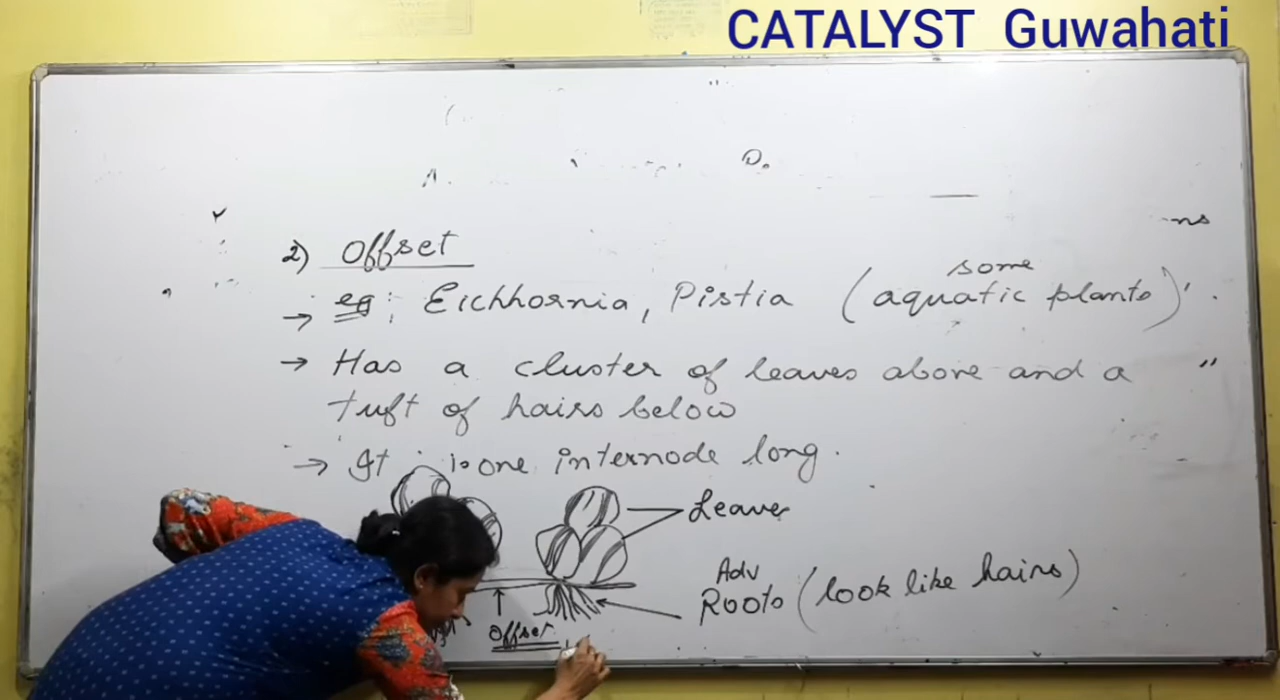 CATALYST Guwahati
D.
A.
ns
2) Offset
→ eg: Eichhornia, Pistia (some aquatic plants)
→ Has a cluster of leaves above and a "
tuft of hairs below
→ It is one internode long.
Leaves
Adv
Roots (look like hairs)
Offset